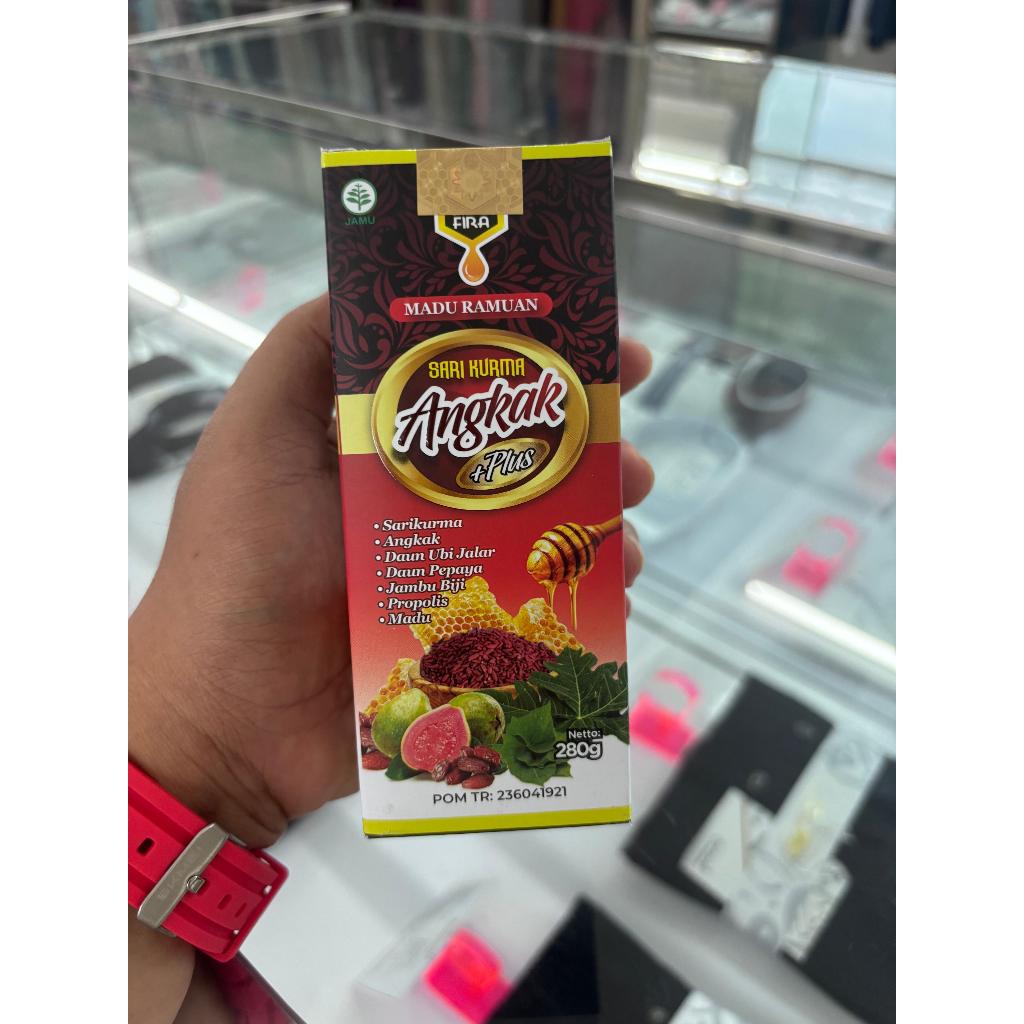 JAMU
FIRA
MADU RAMUAN
SARI KURMA
Angkak
+Plus
• Sarikurma
• Angkak
• Daun Ubi Jalar
• Daun Pepaya
• Jambu Biji
• Propolis
• Madu
Netto:
280g
POM TR: 236041921